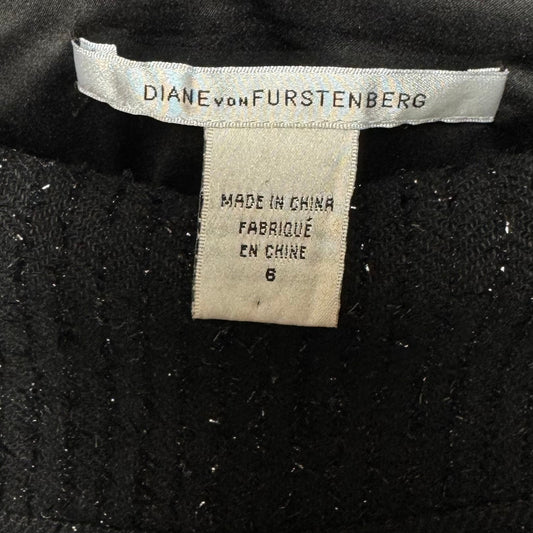 DIANE VON FURSTENBERG
MADE IN CHINA
FABRIQUÉ
EN CHINE
6